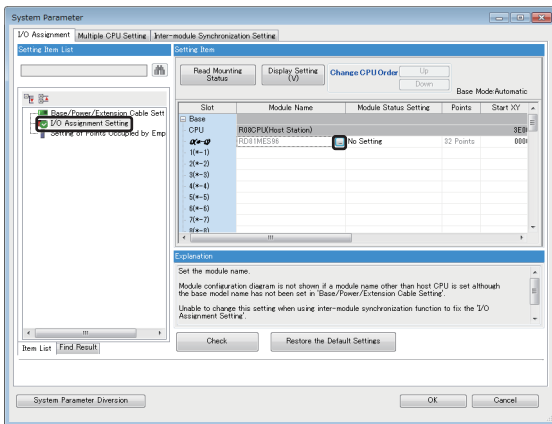 System Parameter
I/O Assignment Multiple CPU Setting Inter-module Synchronization Setting
Setting Item List
Setting Item
Read Mounting Status
Display Setting (V)
Change CPU Order
Up
Down
Base Mode:Automatic
Base/Power/Extension Cable Sett
I/O Assignment Setting
Setting of Points Occupied by Emp
Slot Module Name Module Status Setting Points Start XY
Base
CPU R08CPU(Host Station) 3E0
0(*-0) RD81MES96 ... No Setting 32 Points 000
1(*-1)
2(*-2)
3(*-3)
4(*-4)
5(*-5)
6(*-6)
7(*-7)
8(*-8)
Explanation
Set the module name.
Module configuration diagram is not shown if a module name other than host CPU is set although
the base model name has not been set in 'Base/Power/Extension Cable Setting'.
Unable to change this setting when using inter-module synchronization function to fix the 'I/O
Assignment Setting'.
Item List Find Result
Check
Restore the Default Settings
System Parameter Diversion
OK
Cancel